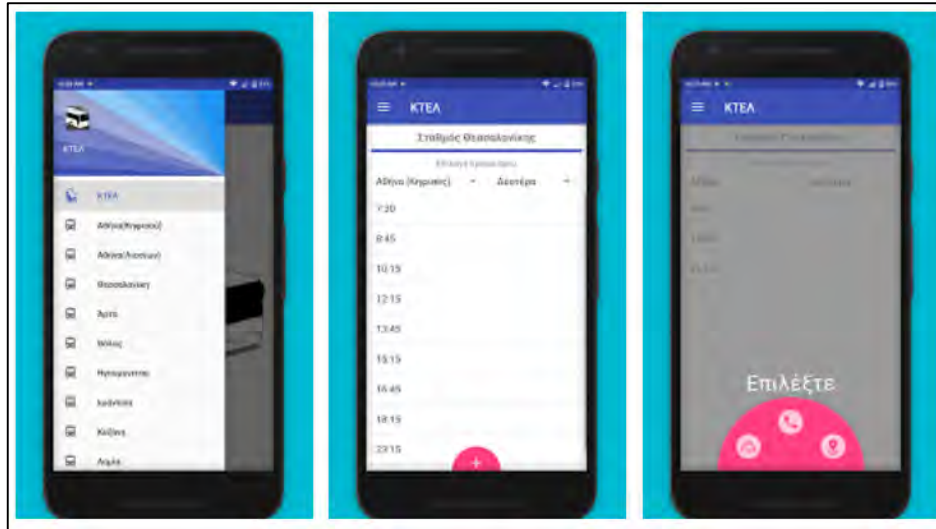 ΚΤΕΛ
ΚΤΕΛ
Αθήνα(Κηφισού)
Αθήνα(Λιοσίων)
Θεσσαλονίκη
Άρτα
Βόλος
Ηγουμενίτσα
Ιωάννινα
Κοζάνη
Λαμία
ΚΤΕΛ
Σταθμός Θεσσαλονίκης
Αθήνα (Κηφισός) Δευτέρα
7:30
8:45
10:15
12:15
13:45
15:15
16:45
18:15
23:15
+
ΚΤΕΛ
Επιλέξτε